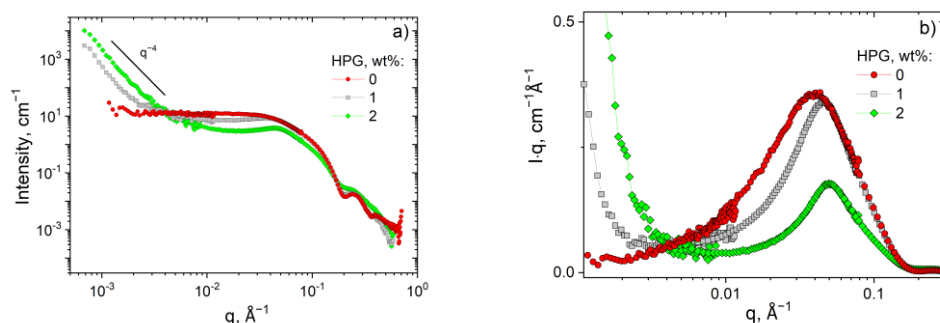 a)
q⁻⁴
HPG, wt%:
0
1
2
10³
10¹
10⁻¹
10⁻³
Intensity, cm⁻¹
10⁻³ 10⁻² 10⁻¹ 10⁰
q, Å⁻¹
b)
HPG, wt%:
0
1
2
0.5
0.0
I·q, cm⁻¹Å⁻¹
0.01 0.1
q, Å⁻¹